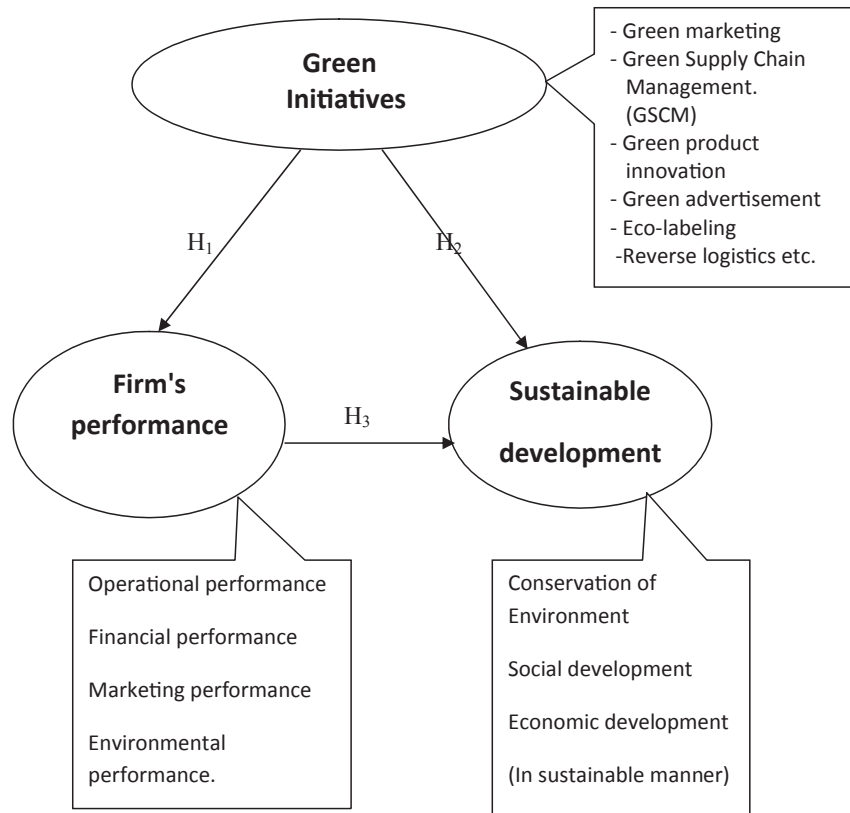 Green
Initiatives
- Green marketing
- Green Supply Chain
Management.
(GSCM)
- Green product
innovation
- Green advertisement
- Eco-labeling
-Reverse logistics etc.
H₁
H₂
Firm's
performance
H₃
Sustainable
development
Operational performance
Financial performance
Marketing performance
Environmental
performance.
Conservation of
Environment
Social development
Economic development
(In sustainable manner)